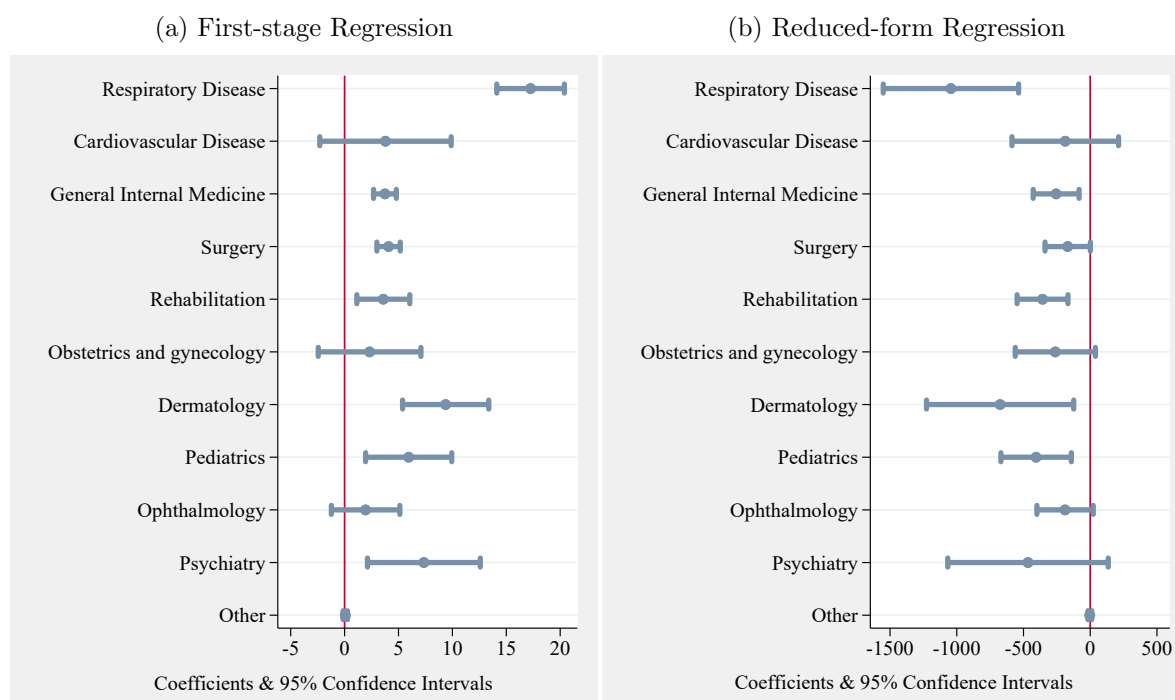 (a) First-stage Regression
Respiratory Disease
Cardiovascular Disease
General Internal Medicine
Surgery
Rehabilitation
Obstetrics and gynecology
Dermatology
Pediatrics
Ophthalmology
Psychiatry
Other
-5 0 5 10 15 20
Coefficients & 95% Confidence Intervals
(b) Reduced-form Regression
Respiratory Disease
Cardiovascular Disease
General Internal Medicine
Surgery
Rehabilitation
Obstetrics and gynecology
Dermatology
Pediatrics
Ophthalmology
Psychiatry
Other
-1500 -1000 -500 0 500
Coefficients & 95% Confidence Intervals